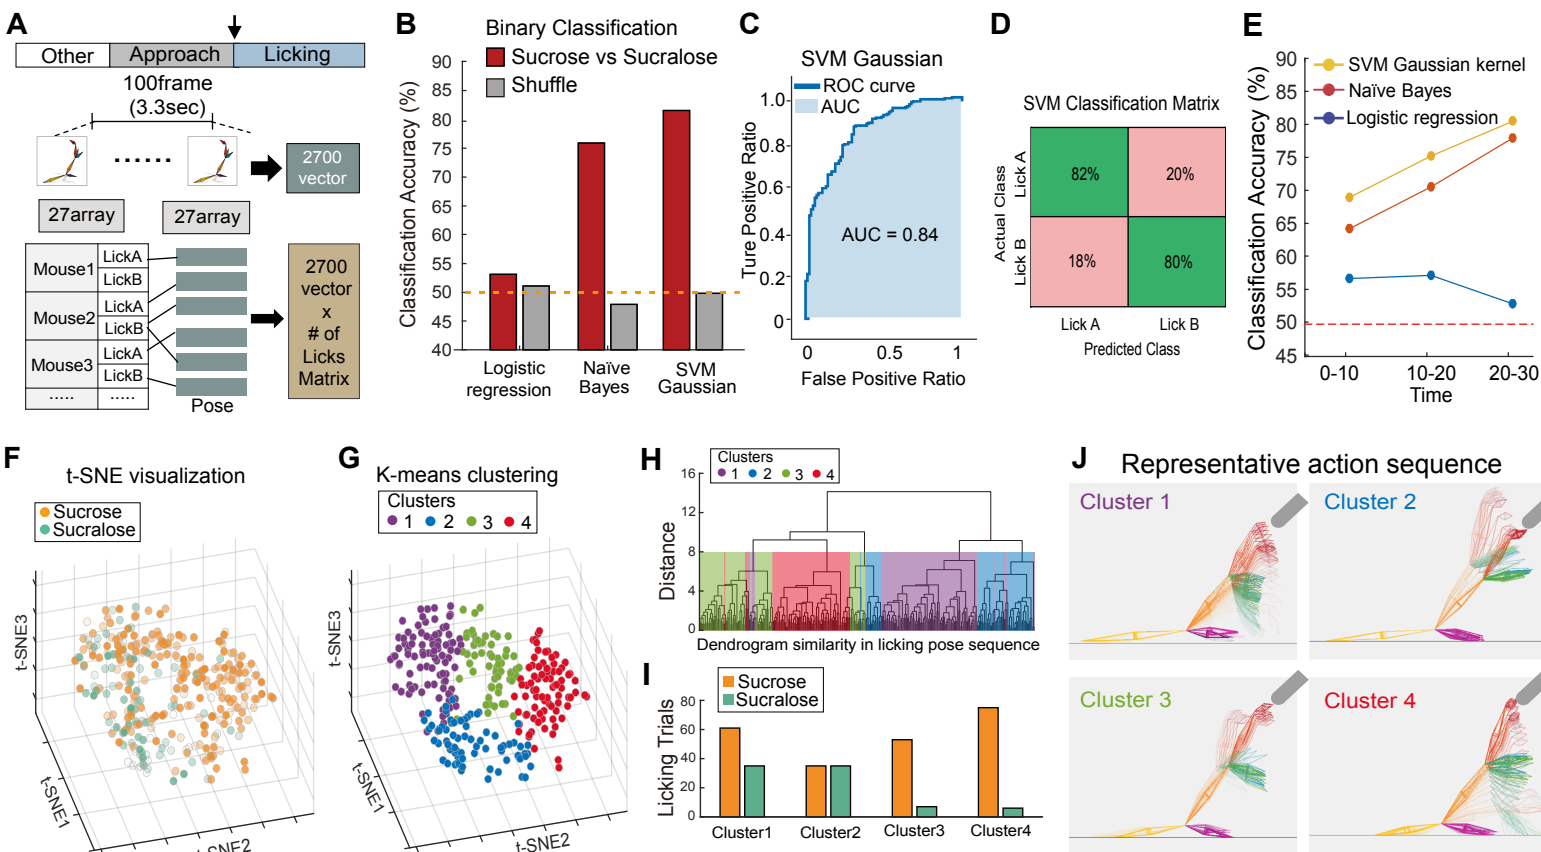 A
Other
Approach
Licking
100frame
(3.3sec)
......
2700
vector
27array
27array
Mouse1
LickA
LickB
Mouse2
LickA
LickB
Mouse3
LickA
LickB
.....
.....
Pose
2700
vector
x
# of
Licks
Matrix
B
Binary Classification
Sucrose vs Sucralose
Shuffle
Classification Accuracy (%)
90
85
80
75
70
65
60
55
50
45
40
Logistic
regression
Naïve
Bayes
SVM
Gaussian
C
SVM Gaussian
ROC curve
AUC
Ture Positive Ratio
1.0
0.8
0.6
0.4
0.2
0
AUC = 0.84
0
0.5
1
False Positive Ratio
D
SVM Classification Matrix
Actual Class
Lick A
Lick B
82%
20%
18%
80%
Lick A
Lick B
Predicted Class
E
Classification Accuracy (%)
90
85
80
75
70
65
60
55
50
45
SVM Gaussian kernel
Naïve Bayes
Logistic regression
0-10
10-20
20-30
Time
F
t-SNE visualization
Sucrose
Sucralose
t-SNE3
t-SNE1
t-SNE2
G
K-means clustering
Clusters
1
2
3
4
t-SNE3
t-SNE1
t-SNE2
H
Clusters
1
2
3
4
Distance
16
12
8
4
0
Dendrogram similarity in licking pose sequence
I
Sucrose
Sucralose
Licking Trials
80
60
40
20
0
Cluster1
Cluster2
Cluster3
Cluster4
J
Representative action sequence
Cluster 1
Cluster 2
Cluster 3
Cluster 4